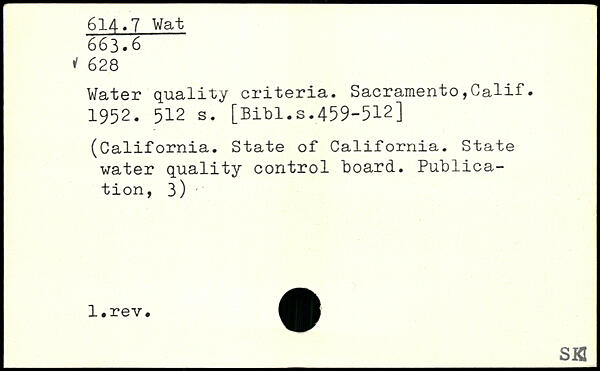 614.7 Wat
663.6
✓ 628
Water quality criteria. Sacramento,Calif.
1952. 512 s. [Bibl.s.459-512]
(California. State of California. State
water quality control board. Publica-
tion, 3)
1.rev.